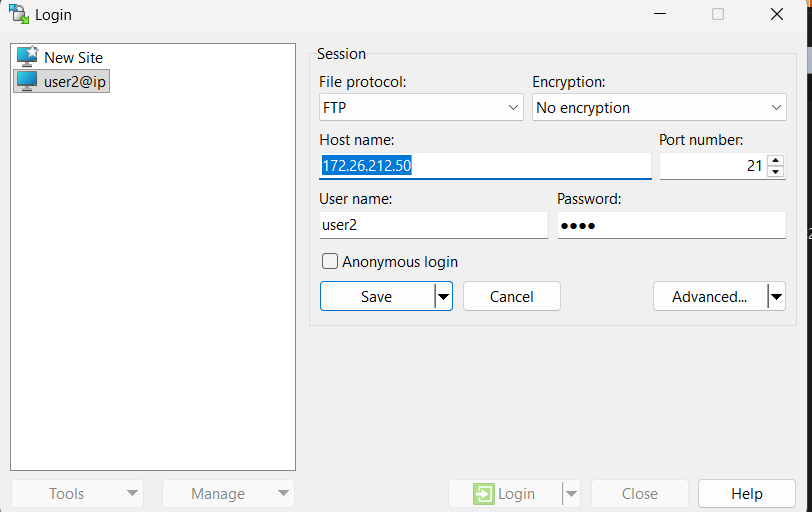 Login
New Site
user2@ip
Session
File protocol:
Encryption:
FTP
No encryption
Host name:
Port number:
172.26.212.50
21
User name:
Password:
user2
●●●●
Anonymous login
Save
Cancel
Advanced...
Tools
Manage
Login
Close
Help